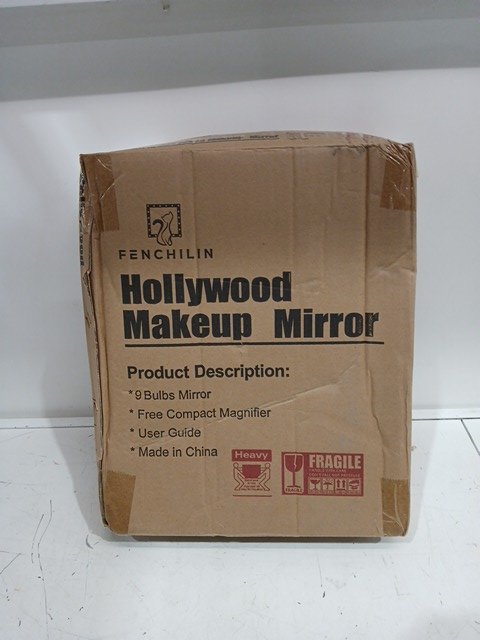 FENCHILIN
Hollywood
Makeup Mirror
Product Description:
* 9 Bulbs Mirror
* Free Compact Magnifier
* User Guide
* Made in China
Heavy
FRAGILE
FRAGILE